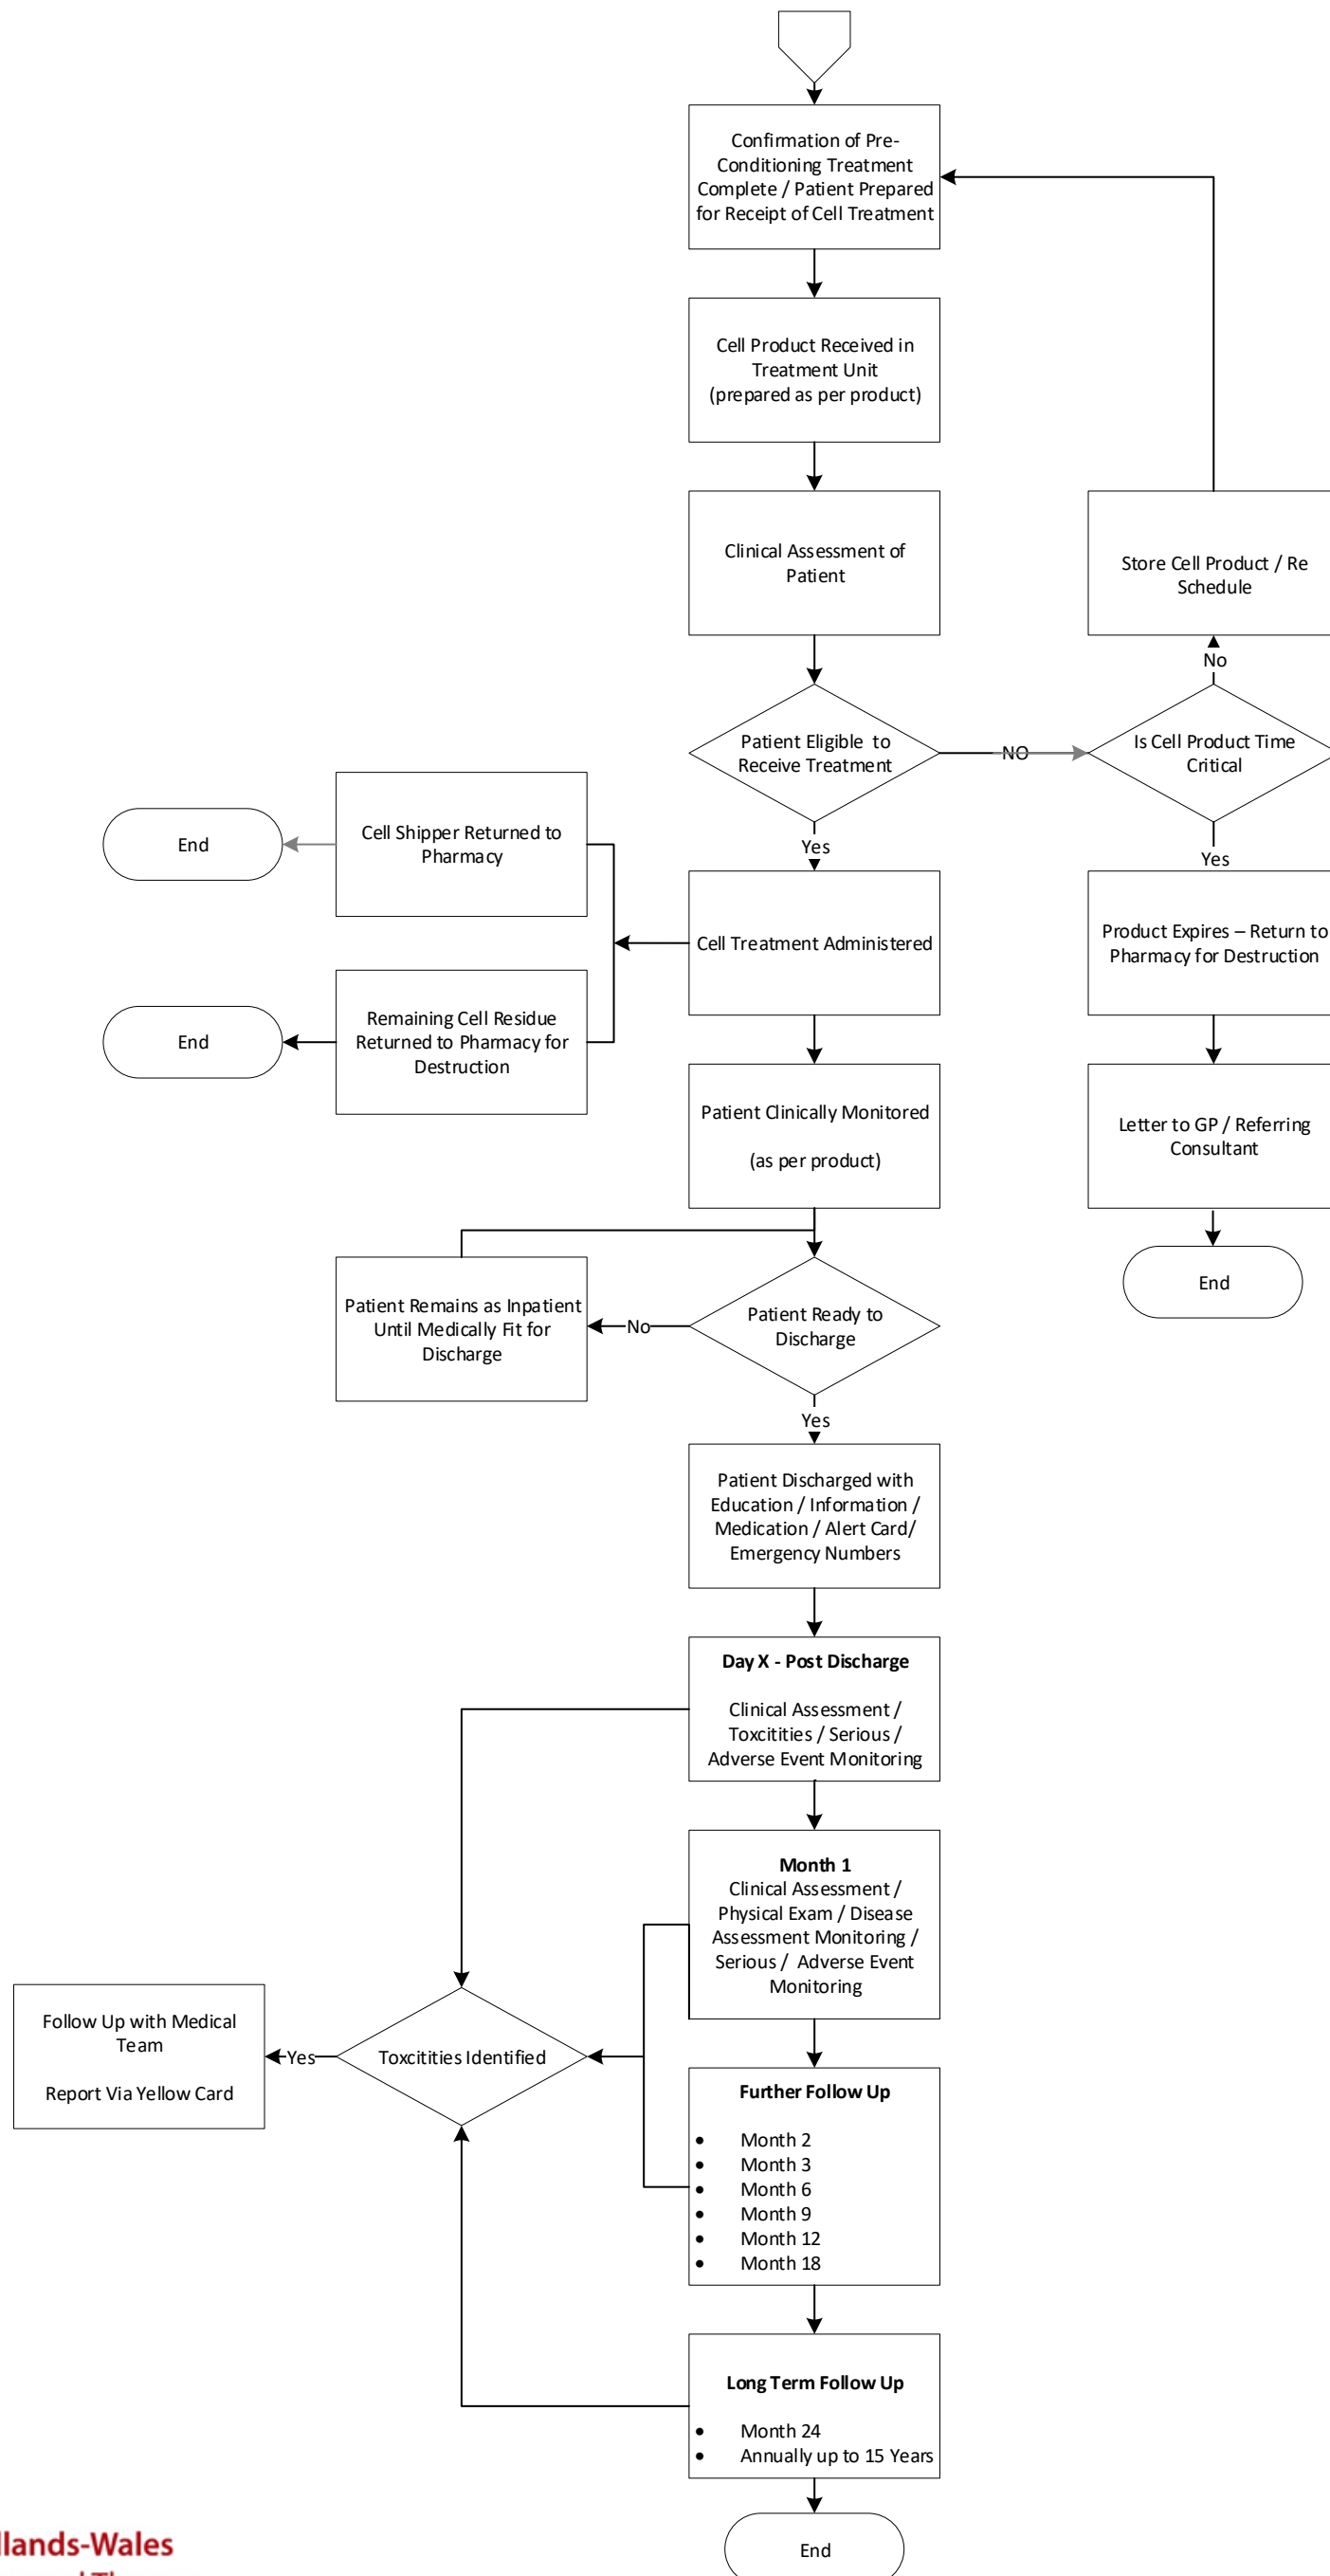 Confirmation of Pre-
Conditioning Treatment
Complete / Patient Prepared
for Receipt of Cell Treatment
Cell Product Received in
Treatment Unit
(prepared as per product)
Clinical Assessment of
Patient
Store Cell Product / Re
Schedule
No
Patient Eligible to
Receive Treatment
NO
Is Cell Product Time
Critical
Yes
Yes
End
Cell Shipper Returned to
Pharmacy
Cell Treatment Administered
Product Expires – Return to
Pharmacy for Destruction
End
Remaining Cell Residue
Returned to Pharmacy for
Destruction
Patient Clinically Monitored
(as per product)
Letter to GP / Referring
Consultant
End
Patient Remains as Inpatient
Until Medically Fit for
Discharge
No
Patient Ready to
Discharge
Yes
Patient Discharged with
Education / Information /
Medication / Alert Card/
Emergency Numbers
Day X - Post Discharge
Clinical Assessment /
Toxcitities / Serious /
Adverse Event Monitoring
Month 1
Clinical Assessment /
Physical Exam / Disease
Assessment Monitoring /
Serious / Adverse Event
Monitoring
Follow Up with Medical
Team
Report Via Yellow Card
Yes
Toxcitities Identified
Further Follow Up
• Month 2
• Month 3
• Month 6
• Month 9
• Month 12
• Month 18
Long Term Follow Up
• Month 24
• Annually up to 15 Years
End
llands-Wales